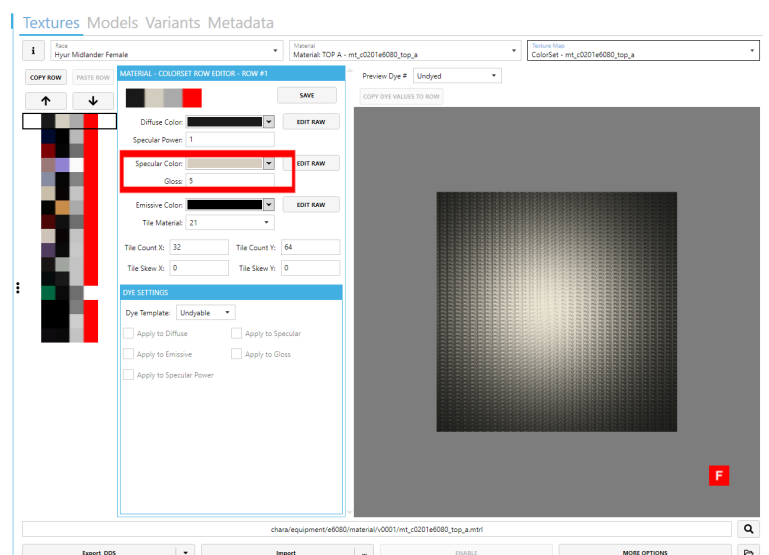 Textures Models Variants Metadata
i
Race
Hyur Midlander Female
Material
Material: TOP A - mt_c0201e6080_top_a
Texture Map
ColorSet - mt_c0201e6080_top_a
COPY ROW
PASTE ROW
MATERIAL - COLORSET ROW EDITOR - ROW #1
Preview Dye #
Undyed
SAVE
COPY DYE VALUES TO ROW
Diffuse Color:
EDIT RAW
Specular Power: 1
Specular Color:
EDIT RAW
Gloss: 5
Emissive Color:
EDIT RAW
Tile Material: 21
Tile Count X: 32
Tile Count Y: 64
Tile Skew X: 0
Tile Skew Y: 0
DYE SETTINGS
Dye Template: Undyable
Apply to Diffuse
Apply to Specular
Apply to Emissive
Apply to Gloss
Apply to Specular Power
F
chara/equipment/e6080/material/v0001/mt_c0201e6080_top_a.mtrl
Export DDS
Import
...
ENABLE
MORE OPTIONS